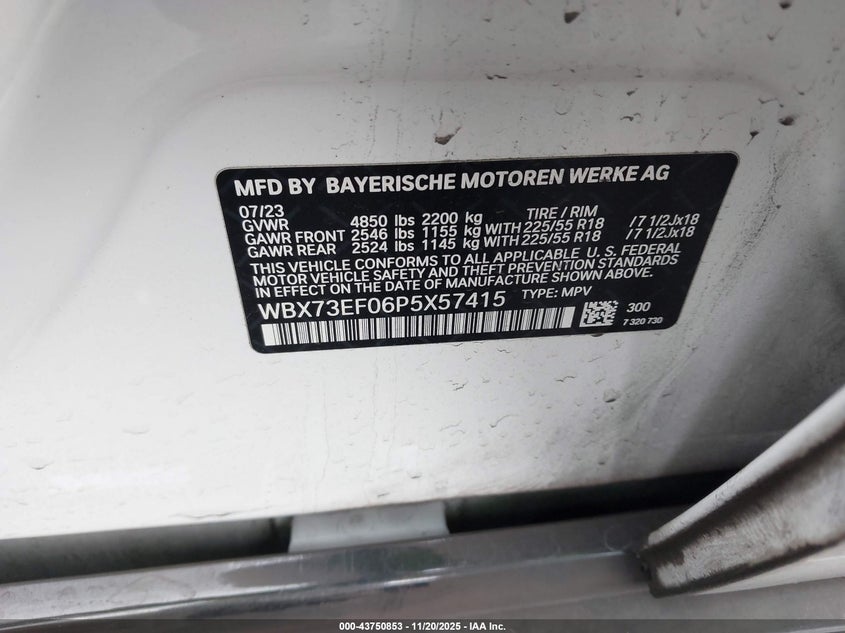 MFD BY BAYERISCHE MOTOREN WERKE AG
07/23 TIRE / RIM
GVWR 4850 lbs 2200 kg
GAWR FRONT 2546 lbs 1155 kg WITH 225/55 R18 /7 1/2Jx18
GAWR REAR 2524 lbs 1145 kg WITH 225/55 R18 /7 1/2Jx18
THIS VEHICLE CONFORMS TO ALL APPLICABLE U.S. FEDERAL
MOTOR VEHICLE SAFETY AND THEFT PREVENTION STANDARDS
IN EFFECT ON THE DATE OF MANUFACTURE SHOWN ABOVE.
WBX73EF06P5X57415 TYPE: MPV
300
7 320 730
000-43750853 | 11/20/2025 – IAA Inc.